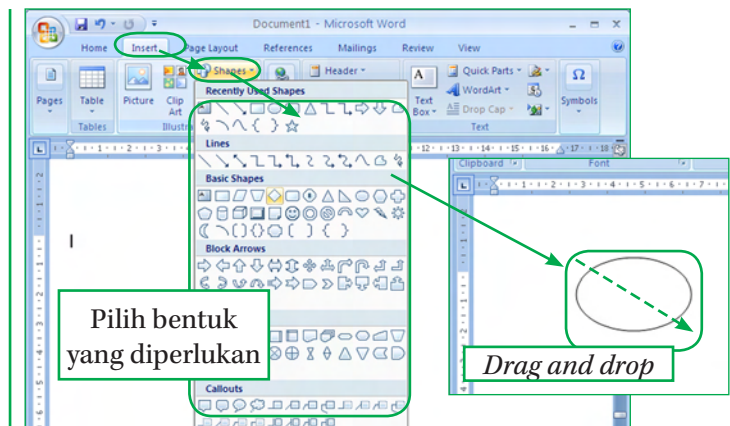 Document1 - Microsoft Word
Home Insert Page Layout References Mailings Review View
Pages Table Picture Clip Art Shapes Header Text Box Quick Parts WordArt Drop Cap Symbols
Tables Illustr Text
Recently Used Shapes
Lines
Basic Shapes
Block Arrows
Callouts
Pilih bentuk
yang diperlukan
Clipboard Font
Drag and drop